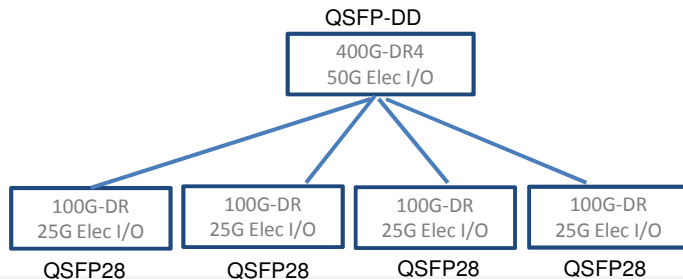 QSFP-DD
400G-DR4
50G Elec I/O
100G-DR
25G Elec I/O
100G-DR
25G Elec I/O
100G-DR
25G Elec I/O
100G-DR
25G Elec I/O
QSFP28
QSFP28
QSFP28
QSFP28